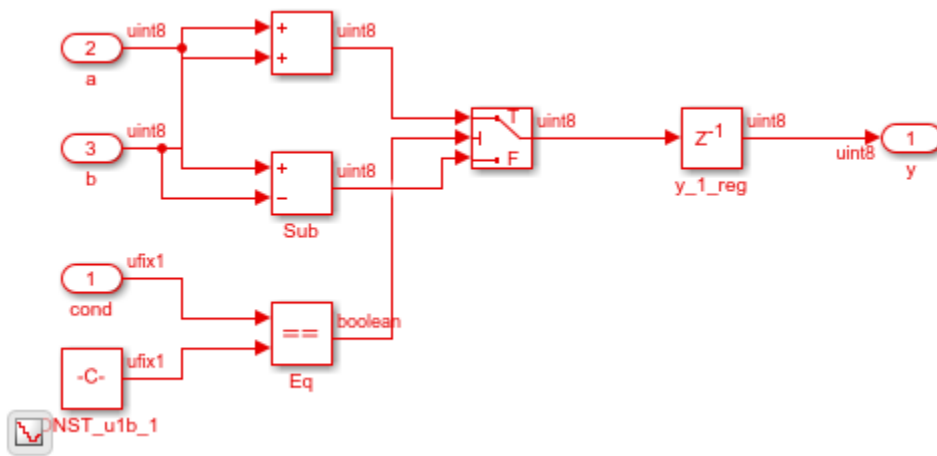 uint8
2
a
+
+
uint8
uint8
3
b
+
−
uint8
Sub
T
F
uint8
Z-1
uint8
y_1_reg
uint8
1
y
ufix1
1
cond
==
boolean
Eq
-C-
ufix1
NST_u1b_1